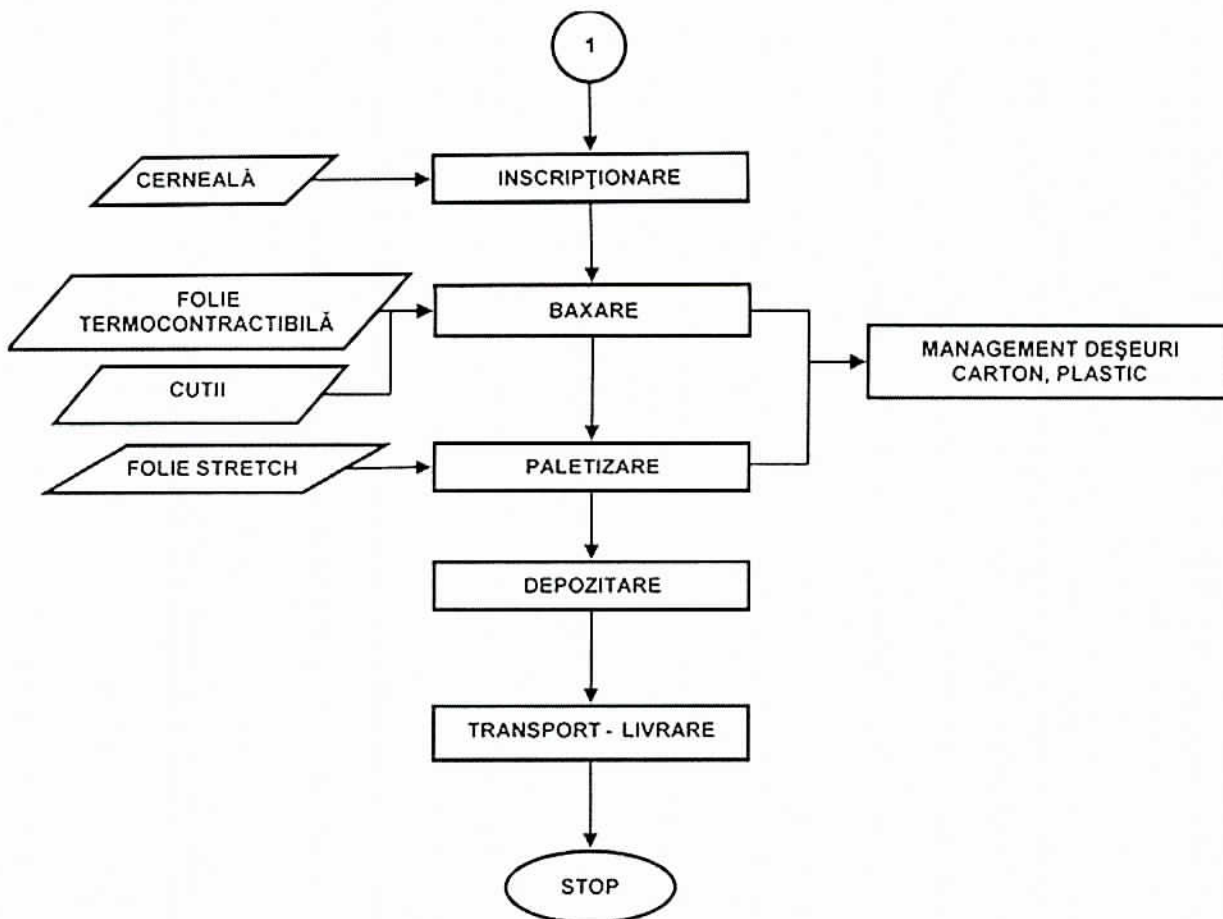 1
CERNEALĂ
INSCRIPŢIONARE
FOLIE
TERMOCONTRACTIBILĂ
BAXARE
MANAGEMENT DEŞEURI
CARTON, PLASTIC
CUTII
FOLIE STRETCH
PALETIZARE
DEPOZITARE
TRANSPORT - LIVRARE
STOP